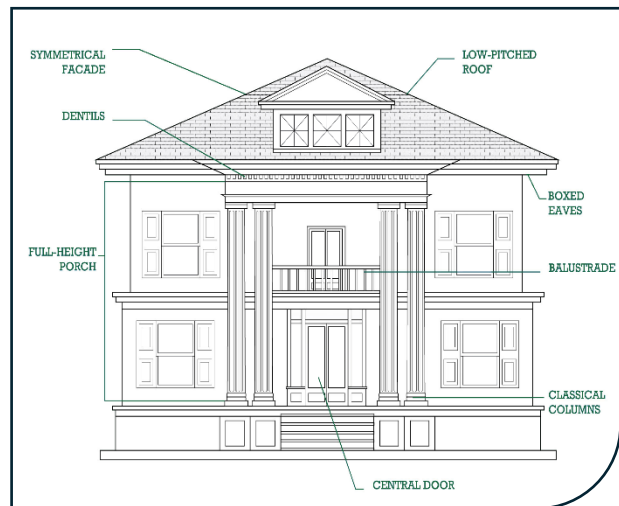 SYMMETRICAL
FACADE
LOW-PITCHED
ROOF
DENTILS
BOXED
EAVES
FULL-HEIGHT
PORCH
BALUSTRADE
CLASSICAL
COLUMNS
CENTRAL DOOR